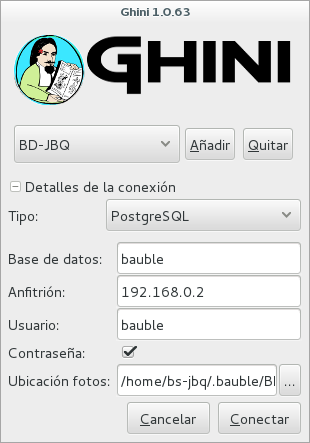 Ghini 1.0.63
GHINI
BD-JBQ Añadir Quitar
Detalles de la conexión
Tipo: PostgreSQL
Base de datos: bauble
Anfitrión: 192.168.0.2
Usuario: bauble
Contraseña:
Ubicación fotos: /home/bs-jbq/.bauble/BI ...
Cancelar Conectar